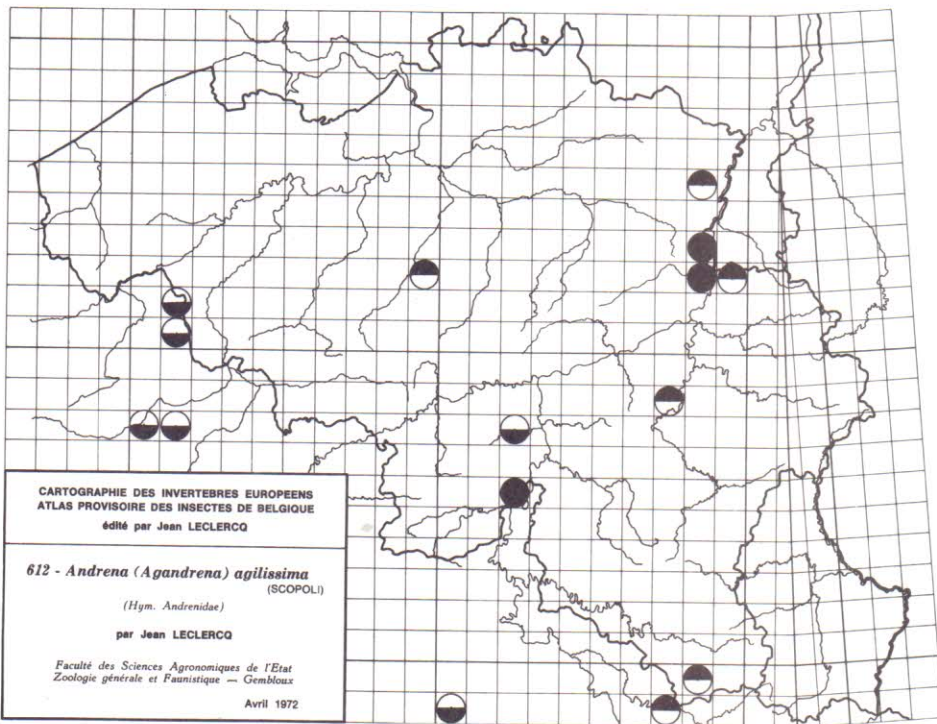 CARTOGRAPHIE DES INVERTEBRES EUROPEENS
ATLAS PROVISOIRE DES INSECTES DE BELGIQUE
édité par Jean LECLERCQ
612 - Andrena (Agandrena) agilissima
(SCOPOLI)
(Hym. Andrenidae)
par Jean LECLERCQ
Faculté des Sciences Agronomiques de l'Etat
Zoologie générale et Faunistique — Gembloux
Avril 1972